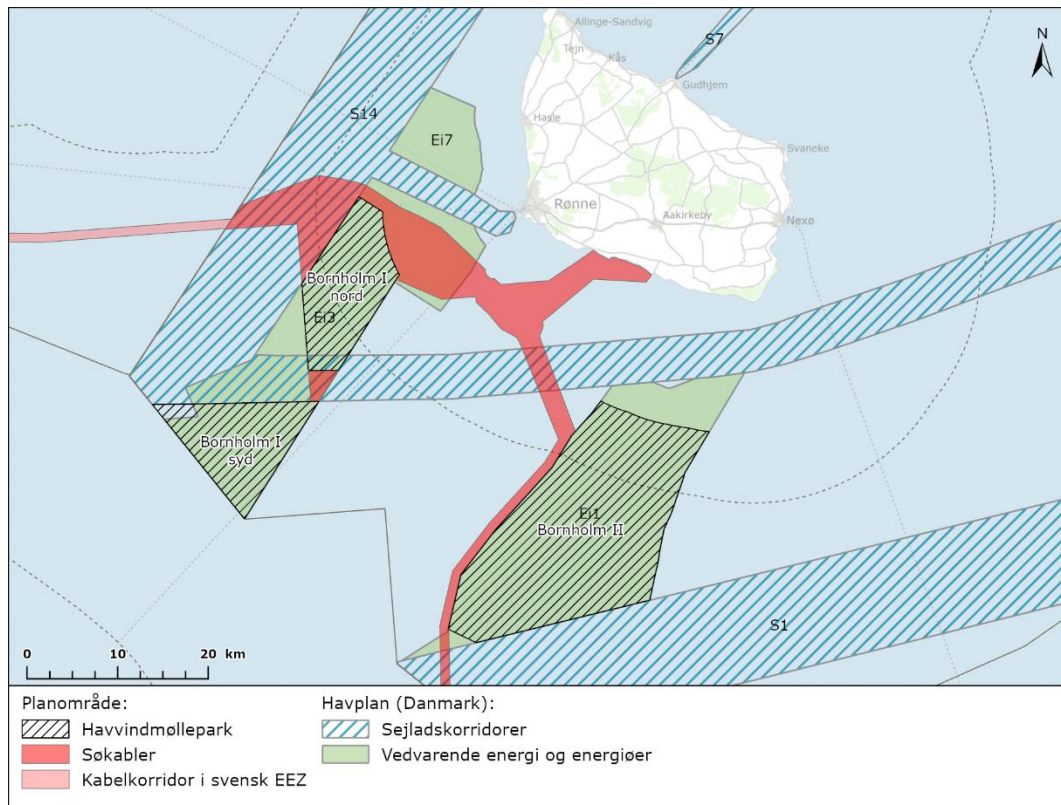 Allinge-Sandvig
Tejn
Kås
S7
N
Gudhjem
S14
Hasle
Ei7
Svaneke
Rønne
Aakirkeby
Nexø
Bornholm I
nord
Ei3
Bornholm I
syd
Ei1
Bornholm II
S1
0 10 20 km
Planområde:
Havvindmøllepark
Søkabler
Kabelkorridor i svensk EEZ
Havplan (Danmark):
Sejladskorridorer
Vedvarende energi og energiøer